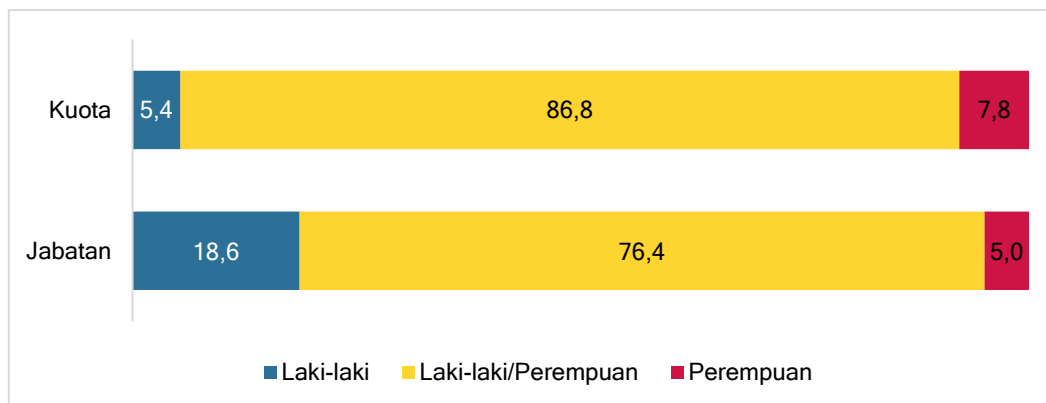 Kuota 5,4 86,8 7,8
Jabatan 18,6 76,4 5,0
Laki-laki Laki-laki/Perempuan Perempuan